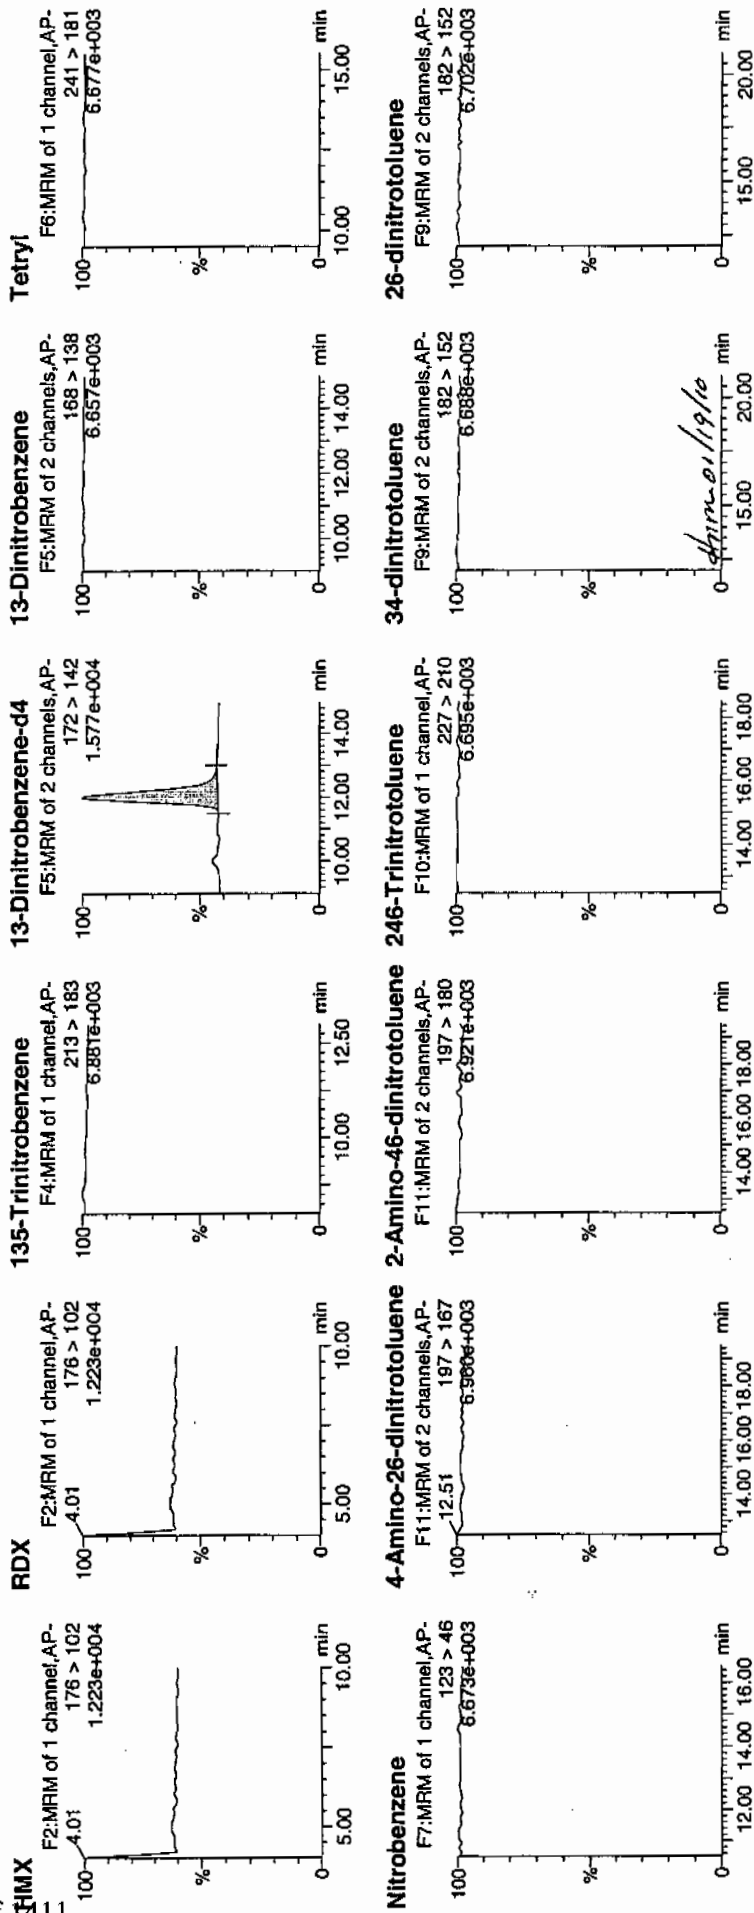 HMX
F2:MRM of 1 channel,AP-
176 > 102
1.223e+004
4.01
100
%
0
5.00
10.00
min
RDX
F2:MRM of 1 channel,AP-
176 > 102
1.223e+004
4.01
100
%
0
5.00
10.00
min
135-Trinitrobenzene
F4:MRM of 1 channel,AP-
213 > 183
6.881e+003
100
%
0
10.00
12.50
min
13-Dinitrobenzene-d4
F5:MRM of 2 channels,AP-
172 > 142
1.577e+004
100
%
0
10.00
12.00
14.00
min
13-Dinitrobenzene
F5:MRM of 2 channels,AP-
168 > 138
6.657e+003
100
%
0
10.00
12.00
14.00
min
Tetryl
F6:MRM of 1 channel,AP-
241 > 181
6.677e+003
100
%
0
10.00
15.00
min
Nitrobenzene
F7:MRM of 1 channel,AP-
123 > 46
6.673e+003
100
%
0
12.00
14.00
16.00
min
4-Amino-26-dinitrotoluene
F11:MRM of 2 channels,AP-
12.51
197 > 167
100
%
0
14.00
16.00
18.00
min
2-Amino-46-dinitrotoluene
F11:MRM of 2 channels,AP-
197 > 180
6.921e+003
100
%
0
14.00
16.00
18.00
min
246-Trinitrotoluene
F10:MRM of 1 channel,AP-
227 > 210
6.695e+003
100
%
0
14.00
16.00
18.00
min
34-dinitrotoluene
F9:MRM of 2 channels,AP-
182 > 152
6.688e+003
100
%
0
15.00
20.00
min
01/19/10
26-dinitrotoluene
F9:MRM of 2 channels,AP-
182 > 152
6.702e+003
100
%
0
15.00
20.00
min